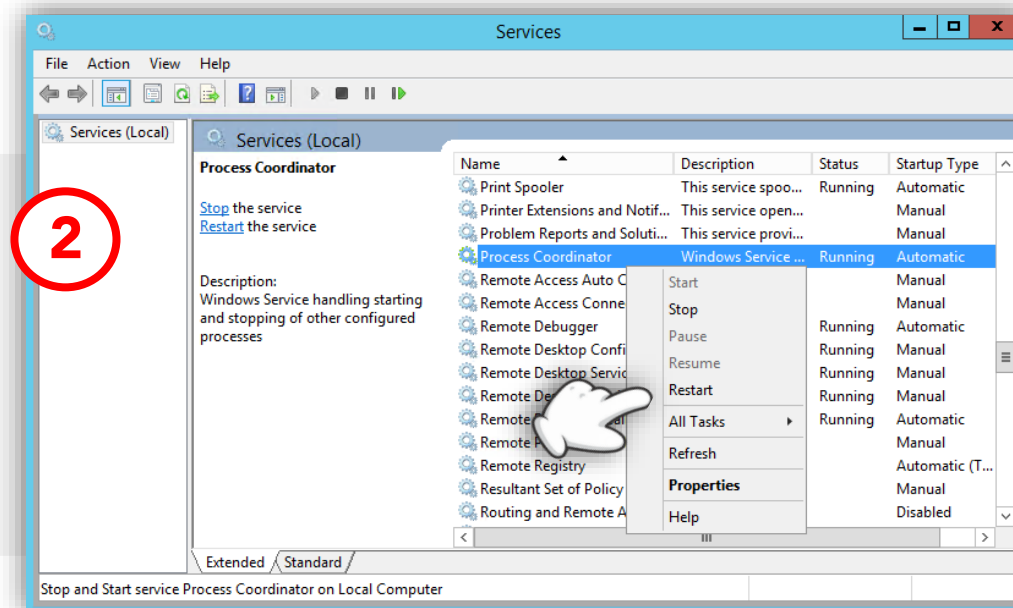 Services
File Action View Help
Services (Local)
Services (Local)
Process Coordinator
Stop the service
Restart the service
Description:
Windows Service handling starting
and stopping of other configured
processes
2
Name Description Status Startup Type
Print Spooler This service spoo... Running Automatic
Printer Extensions and Notif... This service open... Manual
Problem Reports and Soluti... This service provi... Manual
Process Coordinator Windows Service ... Running Automatic
Remote Access Auto C Manual
Remote Access Conne Manual
Remote Debugger Running Automatic
Remote Desktop Confi Running Manual
Remote Desktop Servic Running Manual
Remote De Running Manual
Remote Running Automatic
Remote P Manual
Remote Registry Automatic (T...
Resultant Set of Policy Manual
Routing and Remote A Disabled
Start
Stop
Pause
Resume
Restart
All Tasks
Refresh
Properties
Help
Extended Standard
Stop and Start service Process Coordinator on Local Computer